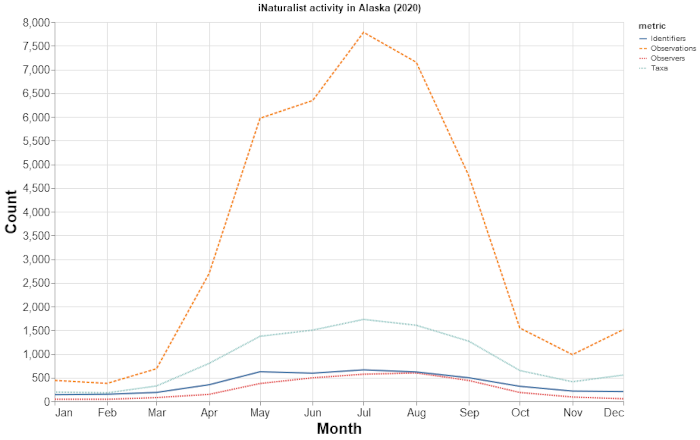 iNaturalist activity in Alaska (2020)
8,000
7,500
7,000
6,500
6,000
5,500
5,000
4,500
4,000
3,500
3,000
2,500
2,000
1,500
1,000
500
0
Count
Jan Feb Mar Apr May Jun Jul Aug Sep Oct Nov Dec
Month
metric
Identifiers
Observations
Observers
Taxa